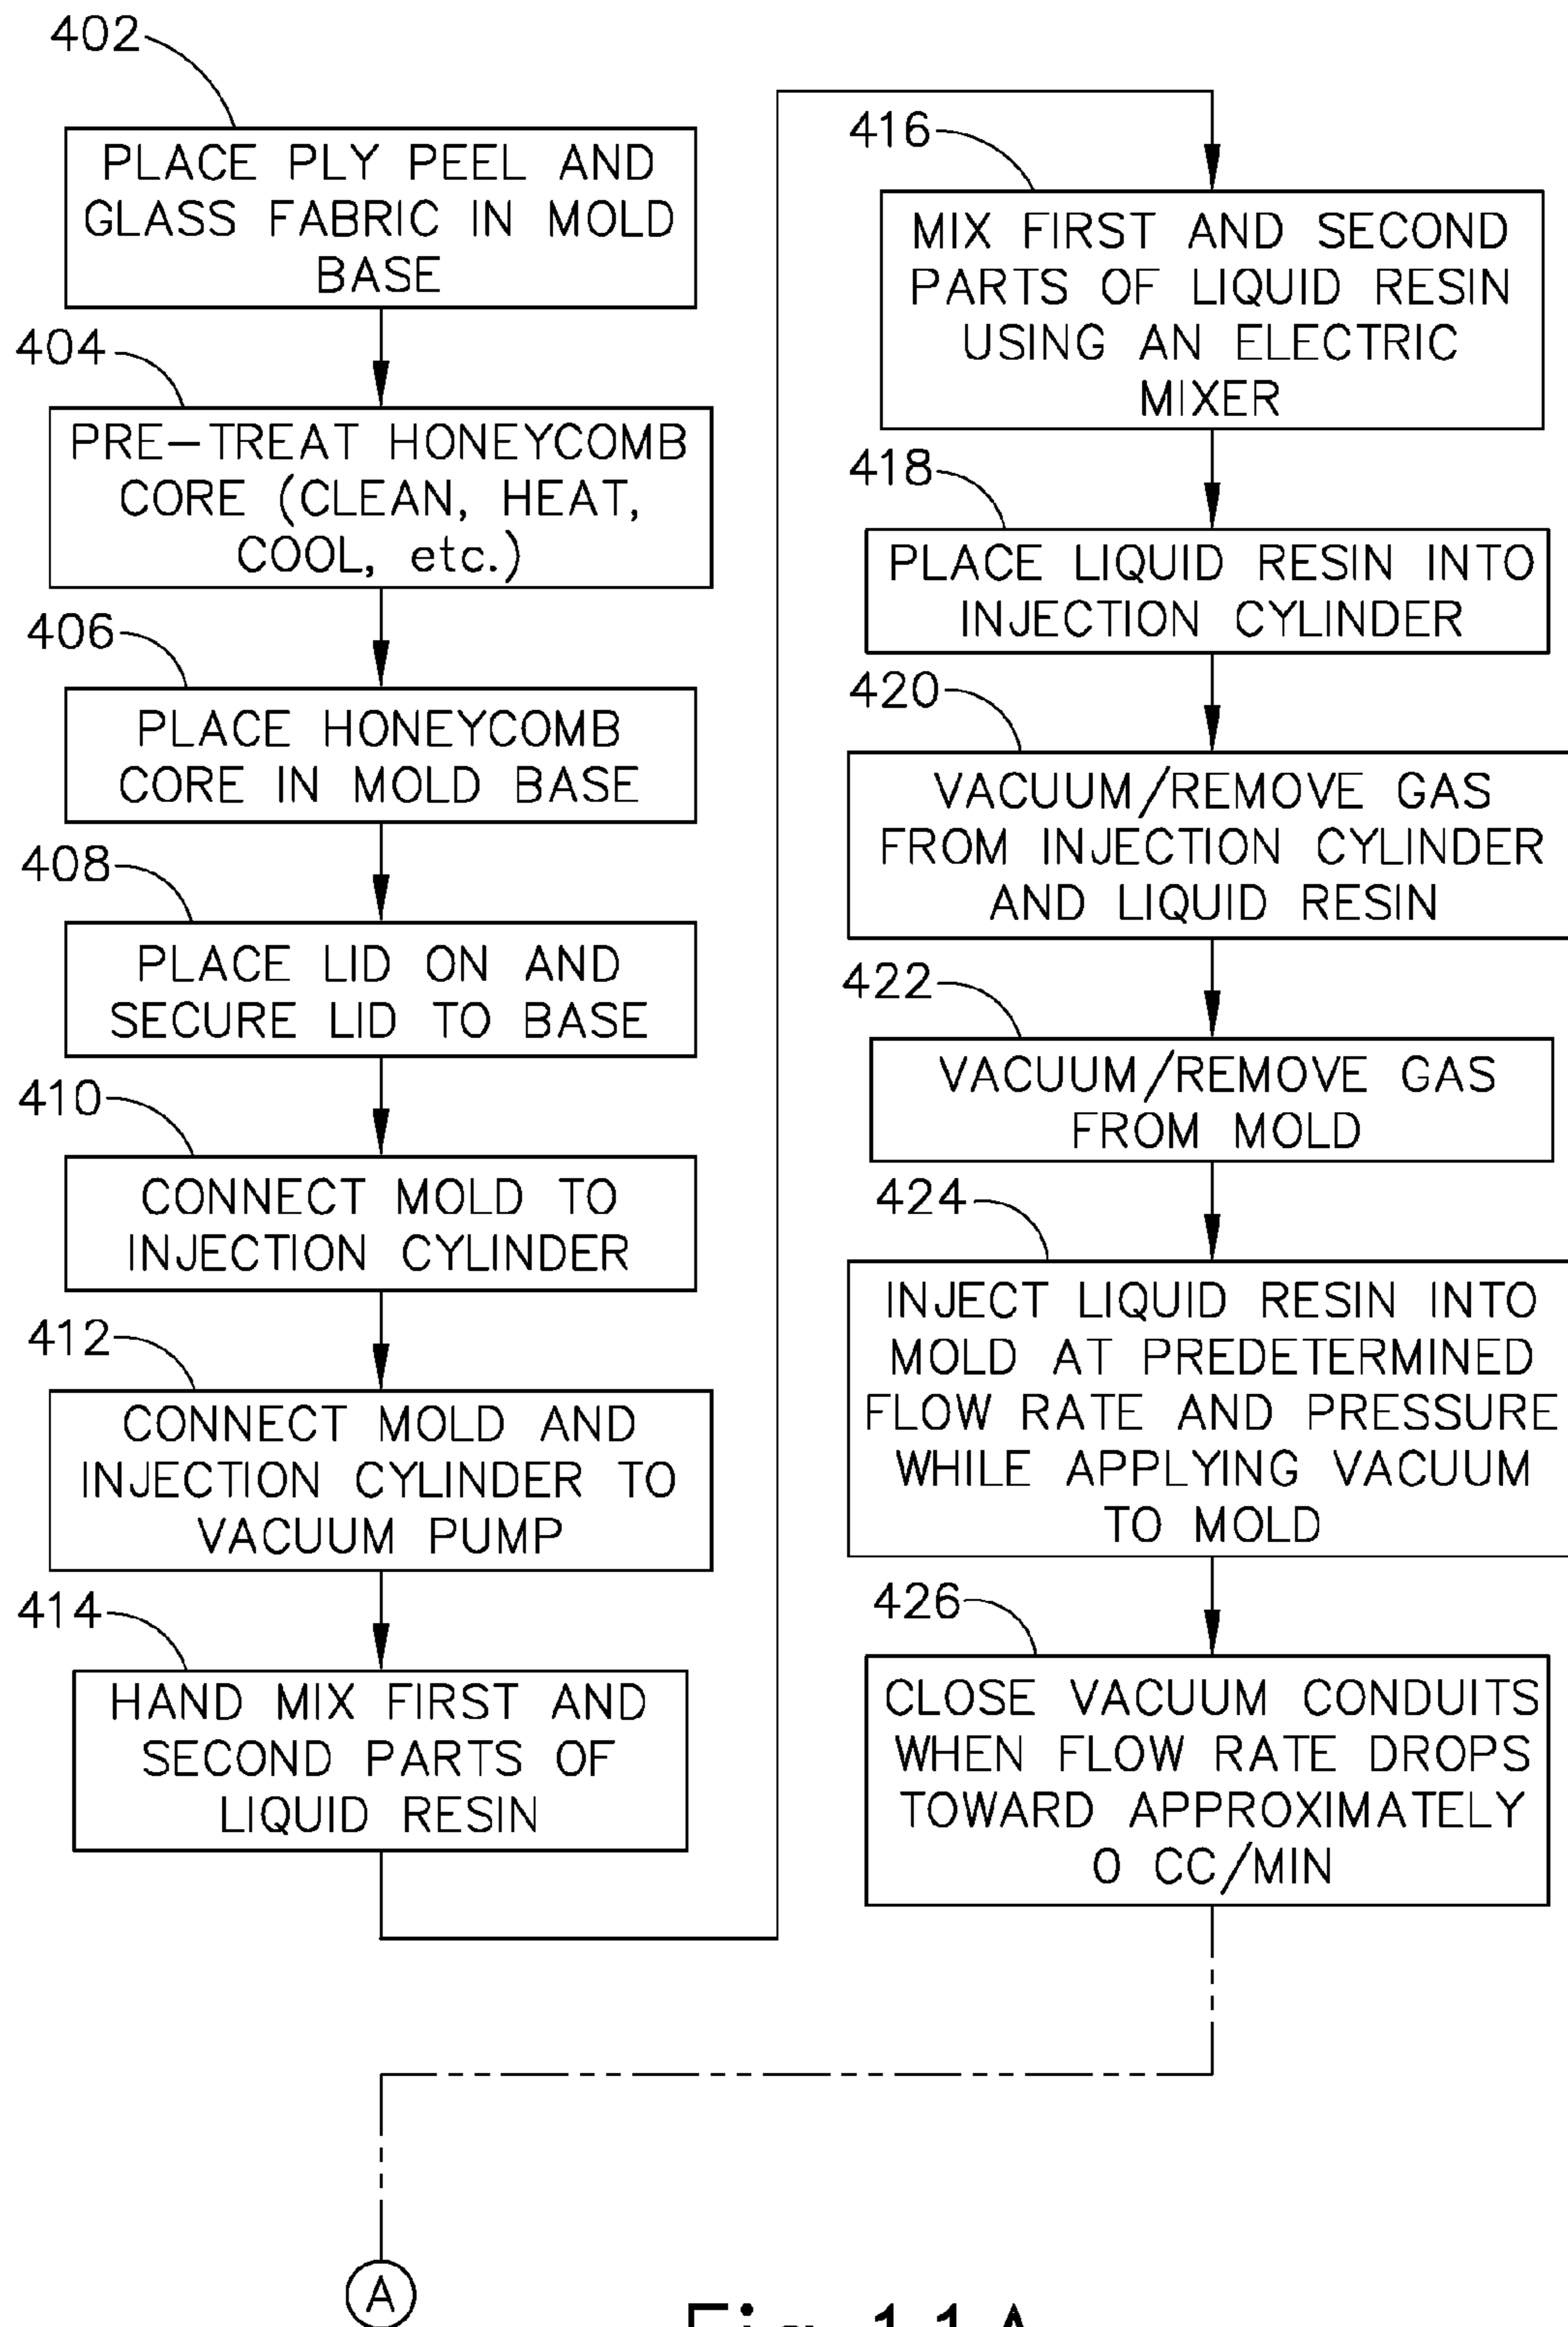 402
PLACE PLY PEEL AND
GLASS FABRIC IN MOLD
BASE
404
PRE-TREAT HONEYCOMB
CORE (CLEAN, HEAT,
COOL, etc.)
406
PLACE HONEYCOMB
CORE IN MOLD BASE
408
PLACE LID ON AND
SECURE LID TO BASE
410
CONNECT MOLD TO
INJECTION CYLINDER
412
CONNECT MOLD AND
INJECTION CYLINDER TO
VACUUM PUMP
414
HAND MIX FIRST AND
SECOND PARTS OF
LIQUID RESIN
416
MIX FIRST AND SECOND
PARTS OF LIQUID RESIN
USING AN ELECTRIC
MIXER
418
PLACE LIQUID RESIN INTO
INJECTION CYLINDER
420
VACUUM/REMOVE GAS
FROM INJECTION CYLINDER
AND LIQUID RESIN
422
VACUUM/REMOVE GAS
FROM MOLD
424
INJECT LIQUID RESIN INTO
MOLD AT PREDETERMINED
FLOW RATE AND PRESSURE
WHILE APPLYING VACUUM
TO MOLD
426
CLOSE VACUUM CONDUITS
WHEN FLOW RATE DROPS
TOWARD APPROXIMATELY
0 CC/MIN
A
Fig.11A